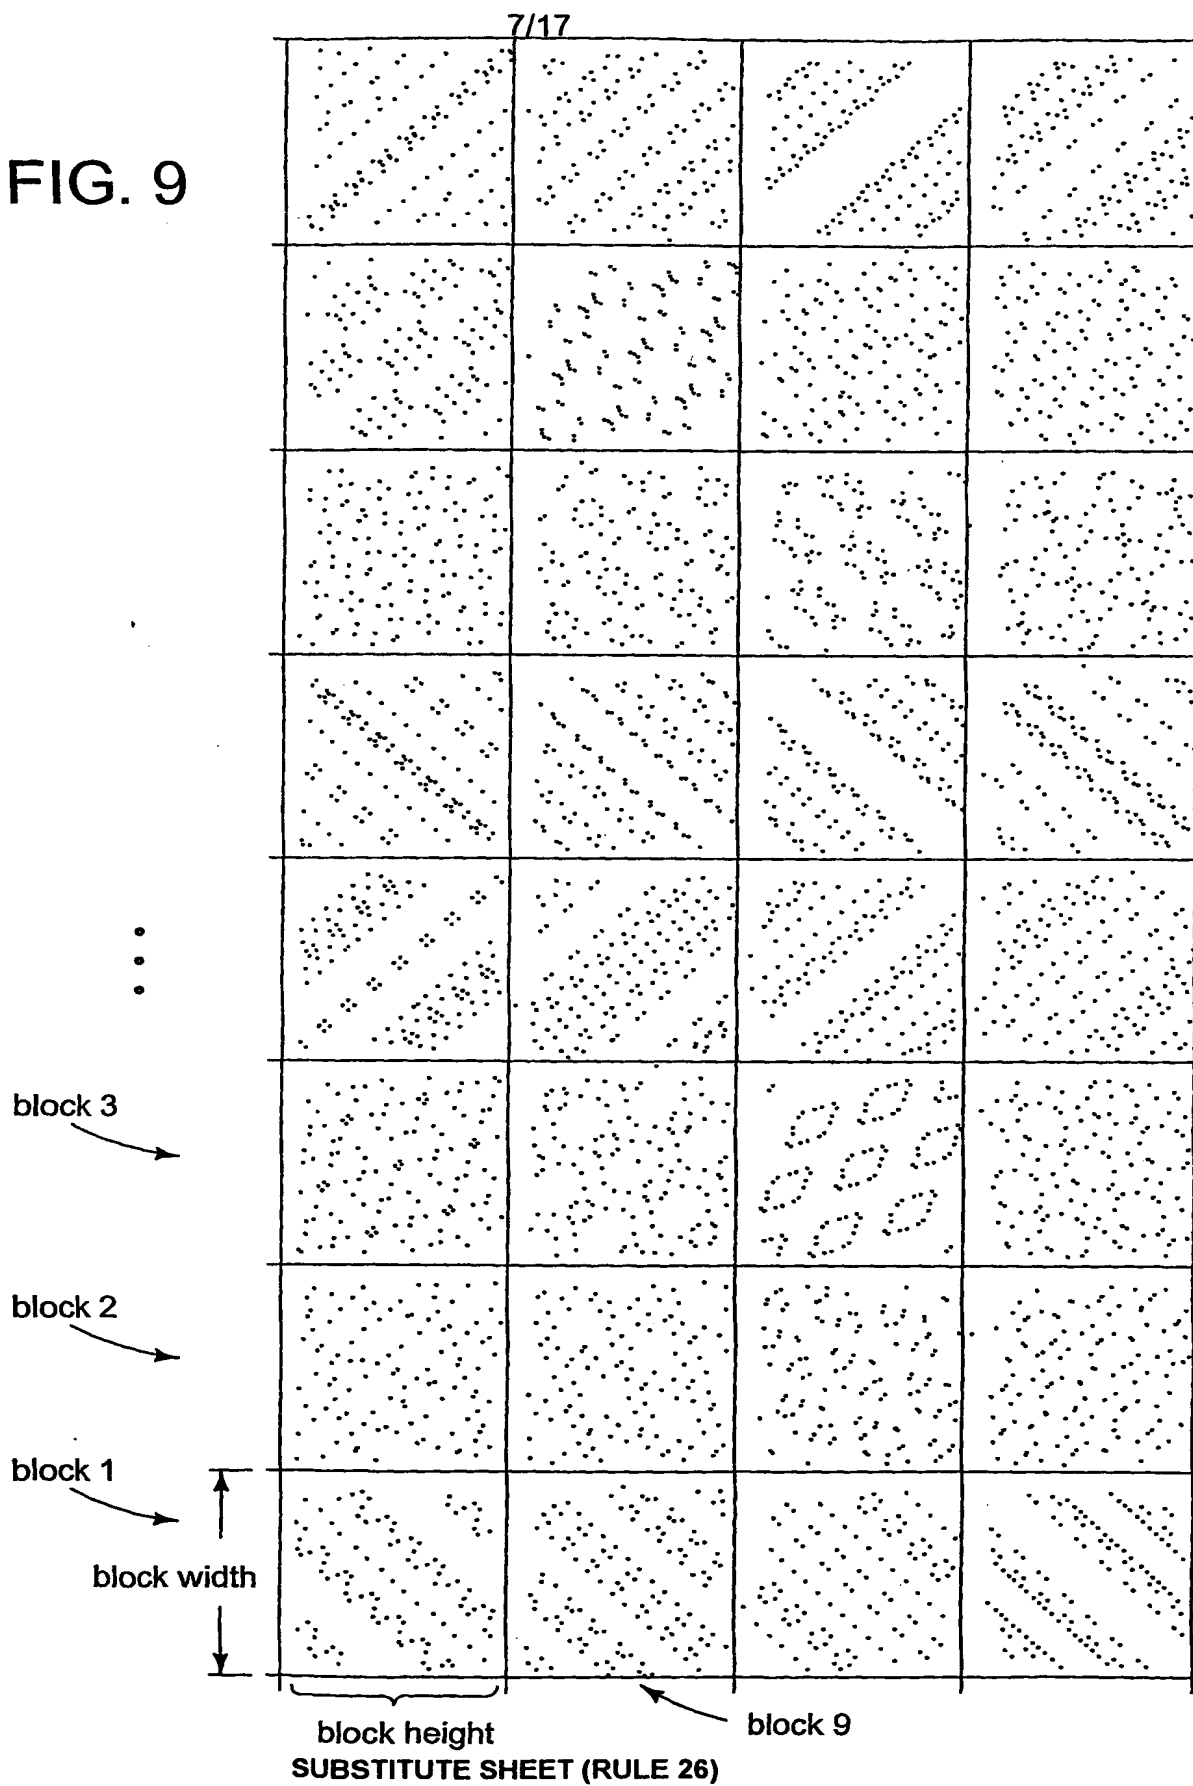 7/17
FIG. 9
block 3
block 2
block 1
block width
block height
block 9
SUBSTITUTE SHEET (RULE 26)